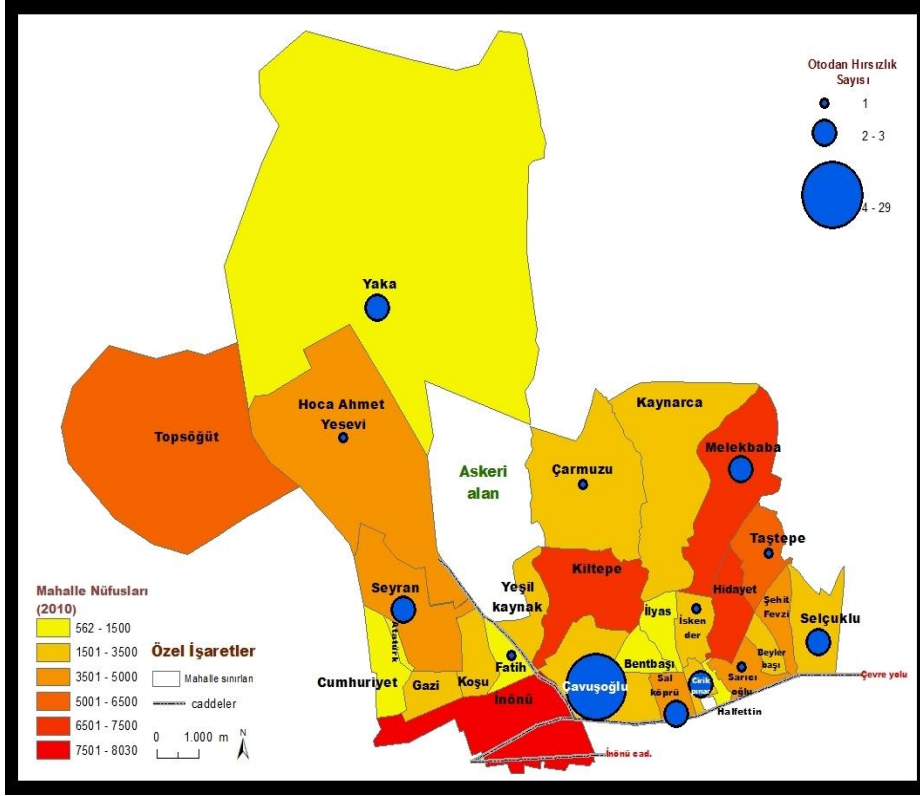 Otodan Hırsızlık
Sayısı
1
2 - 3
4 - 29
Yaka
Hoca Ahmet
Yesevi
Topsöğüt
Kaynarca
Melekbaba
Askeri
alan
Çarmuzu
Taştepe
Kiltepe
Yeşil
kaynak
Seyran
Hidayet
Şehit
Fevzi
Selçuklu
İlyas
İsken
der
Atatürk
Fatih
Bentbaşı
Beyler
başı
Cumhuriyet
Gazi
Koşu
İnönü
Çavuşoğlu
Sal
köprü
Cirik
pınar
Sarıcı
oğlu
Halfettin
Çevre yolu
İnönü cad.
Mahalle Nüfusları
(2010)
562 - 1500
1501 - 3500
3501 - 5000
5001 - 6500
6501 - 7500
7501 - 8030
Özel İşaretler
Mahalle sınırları
caddeler
0 1.000 m
N